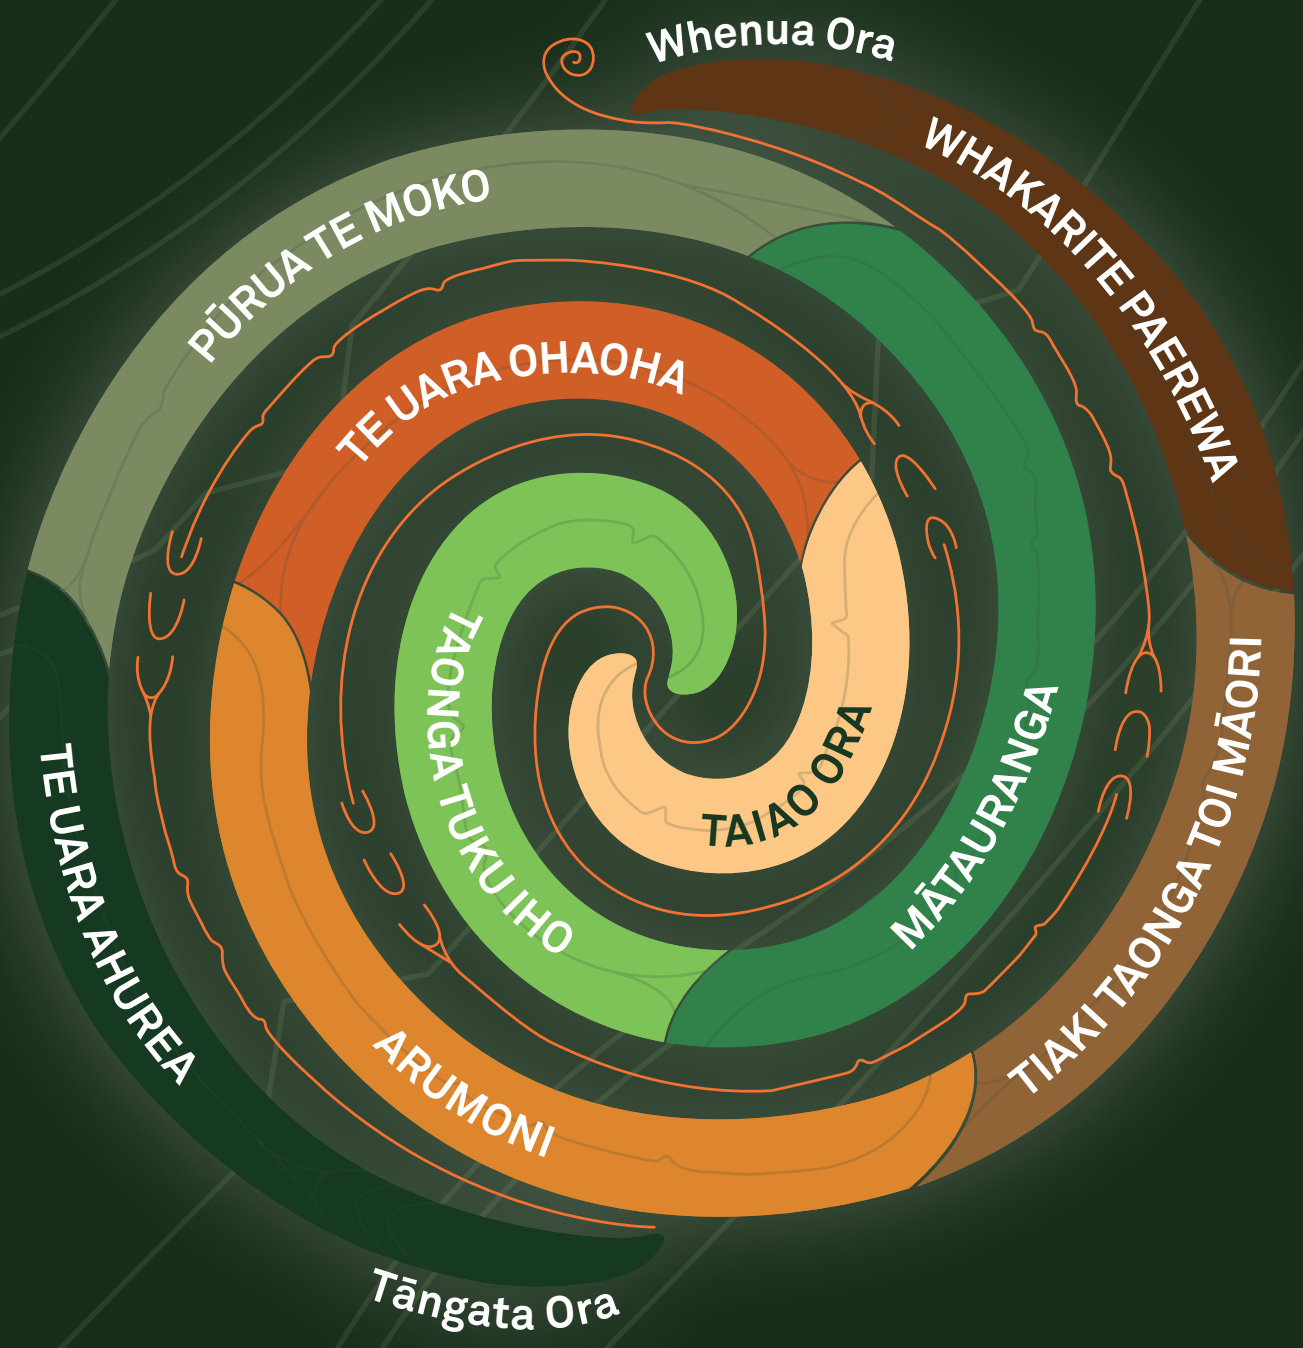 Whenua Ora
WHAKARITE PAEREWA
PŪRUA TE MOKO
TE UARA OHAOHA
TAONGA TUKU IHO
TAIAO ORA
MĀTAURANGA
TIAKI TAONGA TOI MĀORI
TE UARA AHUREA
ARUMONI
Tāngata Ora